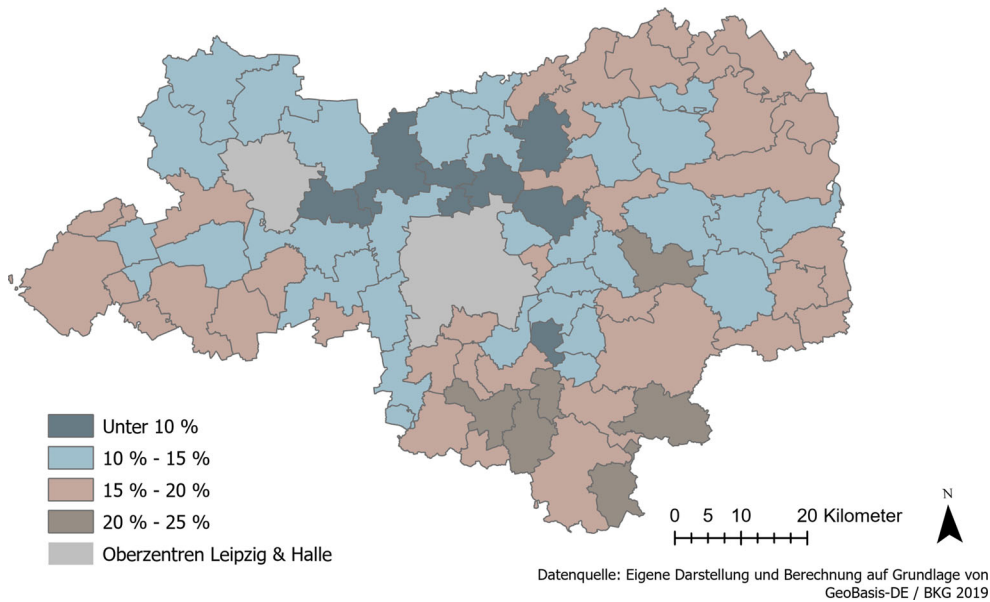 Unter 10 %
10 % - 15 %
15 % - 20 %
20 % - 25 %
Oberzentren Leipzig & Halle
N
0 5 10 20 Kilometer
Datenquelle: Eigene Darstellung und Berechnung auf Grundlage von
GeoBasis-DE / BKG 2019